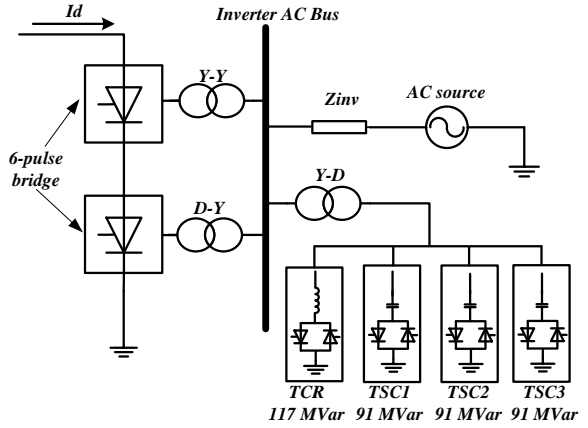 Id
Inverter AC Bus
Y-Y
Zinv
AC source
6-pulse
bridge
Y-D
D-Y
TCR
117 MVar
TSC1
91 MVar
TSC2
91 MVar
TSC3
91 MVar